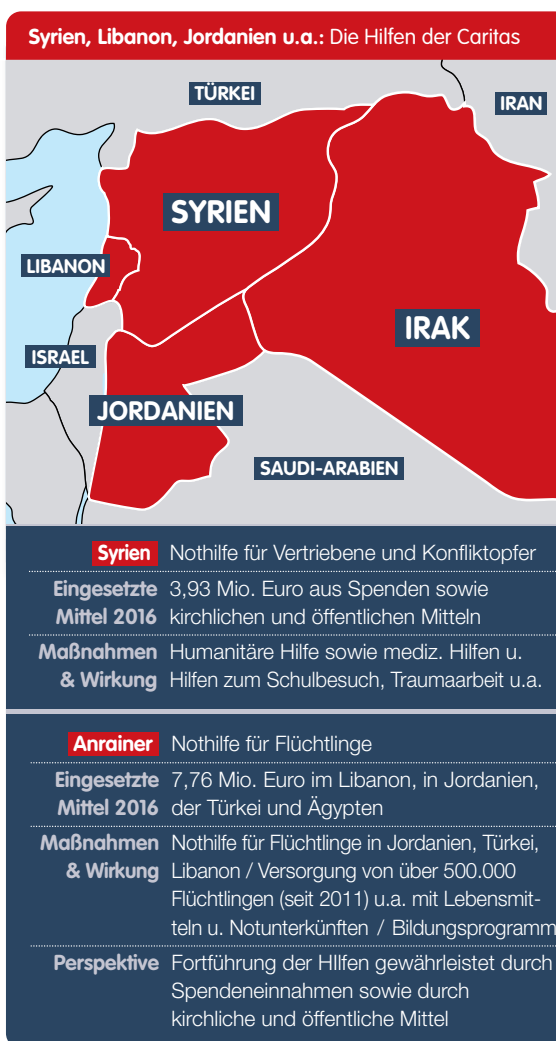 Syrien, Libanon, Jordanien u.a.: Die Hilfen der Caritas
TÜRKEI
IRAN
SYRIEN
LIBANON
IRAK
ISRAEL
JORDANIEN
SAUDI-ARABIEN
Syrien Nothilfe für Vertriebene und Konfliktopfer
Eingesetzte 3,93 Mio. Euro aus Spenden sowie
Mittel 2016 kirchlichen und öffentlichen Mitteln
Maßnahmen Humanitäre Hilfe sowie mediz. Hilfen u.
& Wirkung Hilfen zum Schulbesuch, Traumaarbeit u.a.
Anrainer Nothilfe für Flüchtlinge
Eingesetzte 7,76 Mio. Euro im Libanon, in Jordanien,
Mittel 2016 der Türkei und Ägypten
Maßnahmen Nothilfe für Flüchtlinge in Jordanien, Türkei,
& Wirkung Libanon / Versorgung von über 500.000
Flüchtlingen (seit 2011) u.a. mit Lebensmit-
teln u. Notunterkünften / Bildungsprogramm
Perspektive Fortführung der HIlfen gewährleistet durch
Spendeneinnahmen sowie durch
kirchliche und öffentliche Mittel